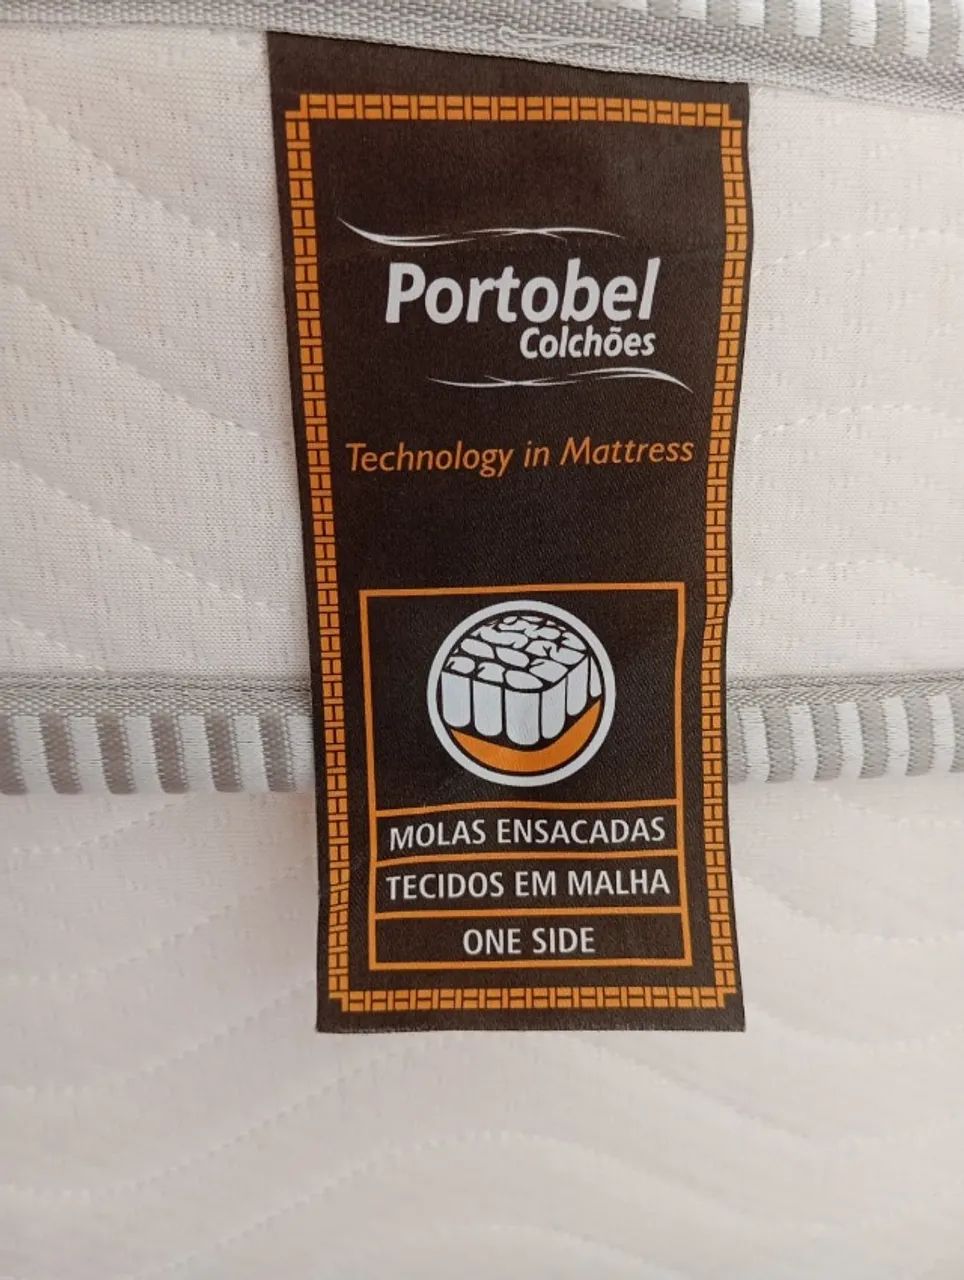 Portobel
Colchões
Technology in Mattress
MOLAS ENSACADAS
TECIDOS EM MALHA
ONE SIDE